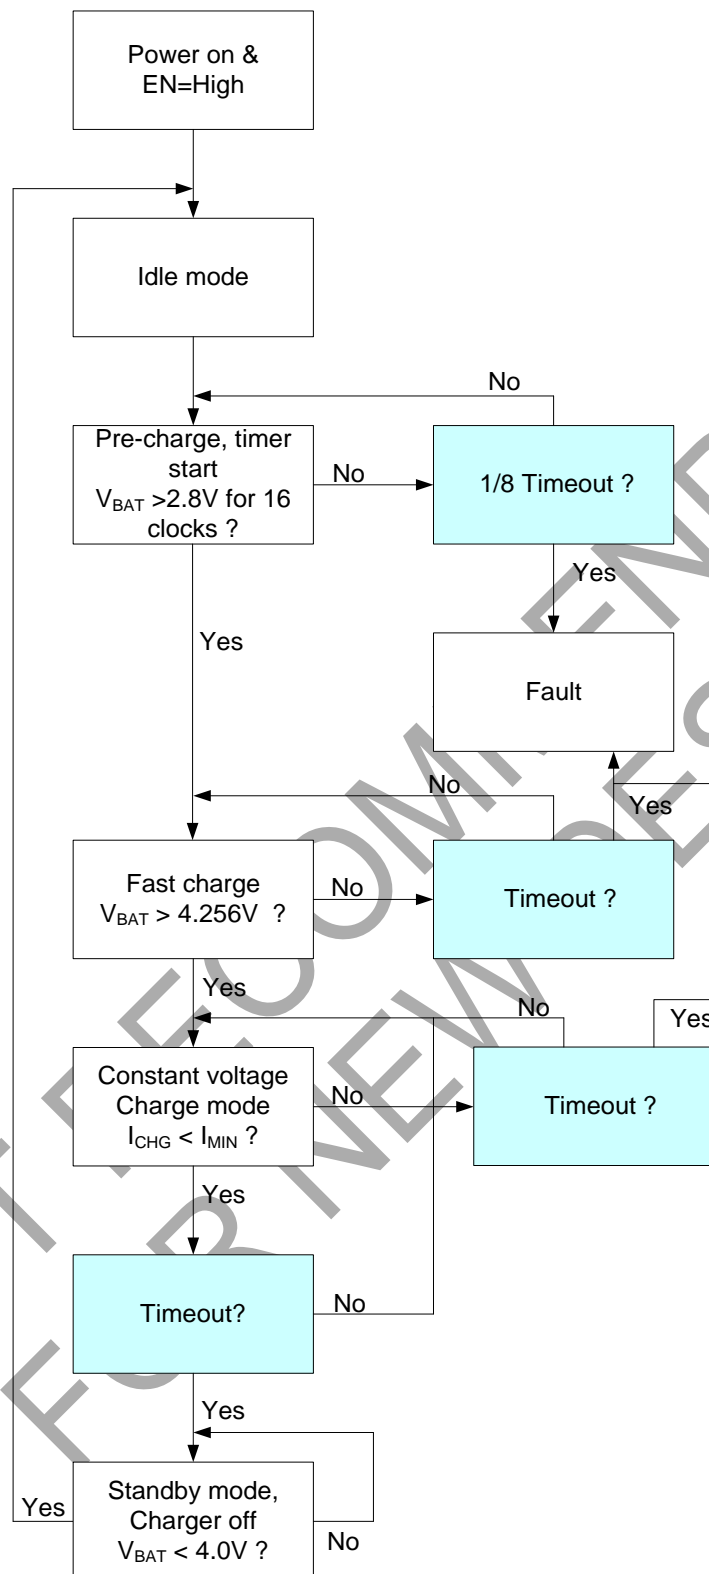 Power on &
EN=High
Idle mode
No
Pre-charge, timer
start
VBAT >2.8V for 16
clocks ?
No
1/8 Timeout ?
Yes
Yes
Fault
No
Yes
Fast charge
VBAT > 4.256V ?
No
Timeout ?
Yes
No
Yes
Constant voltage
Charge mode
ICHG < IMIN ?
No
Timeout ?
Yes
Timeout?
No
Yes
Yes
Standby mode,
Charger off
VBAT < 4.0V ?
No